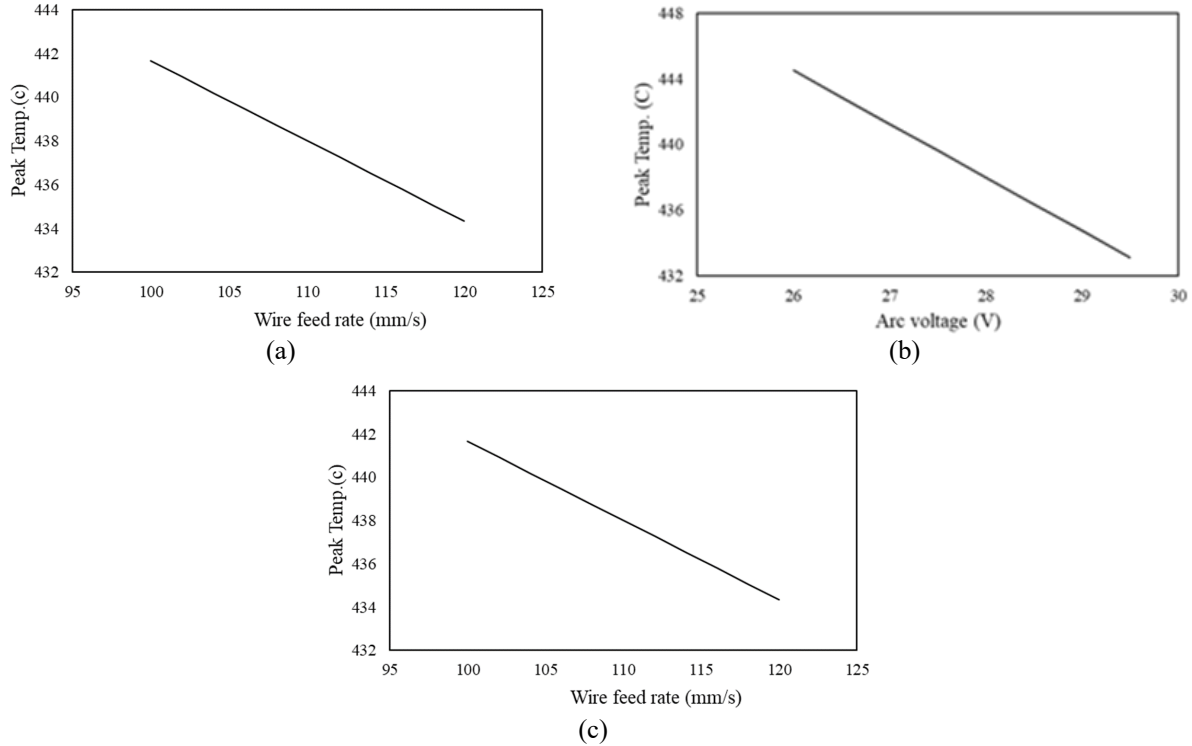 444
442
440
438
436
434
432
Peak Temp.(c)
95 100 105 110 115 120 125
Wire feed rate (mm/s)
(a)
448
444
440
436
432
Peak Temp. (C)
25 26 27 28 29 30
Arc voltage (V)
(b)
444
442
440
438
436
434
432
Peak Temp.(c)
95 100 105 110 115 120 125
Wire feed rate (mm/s)
(c)